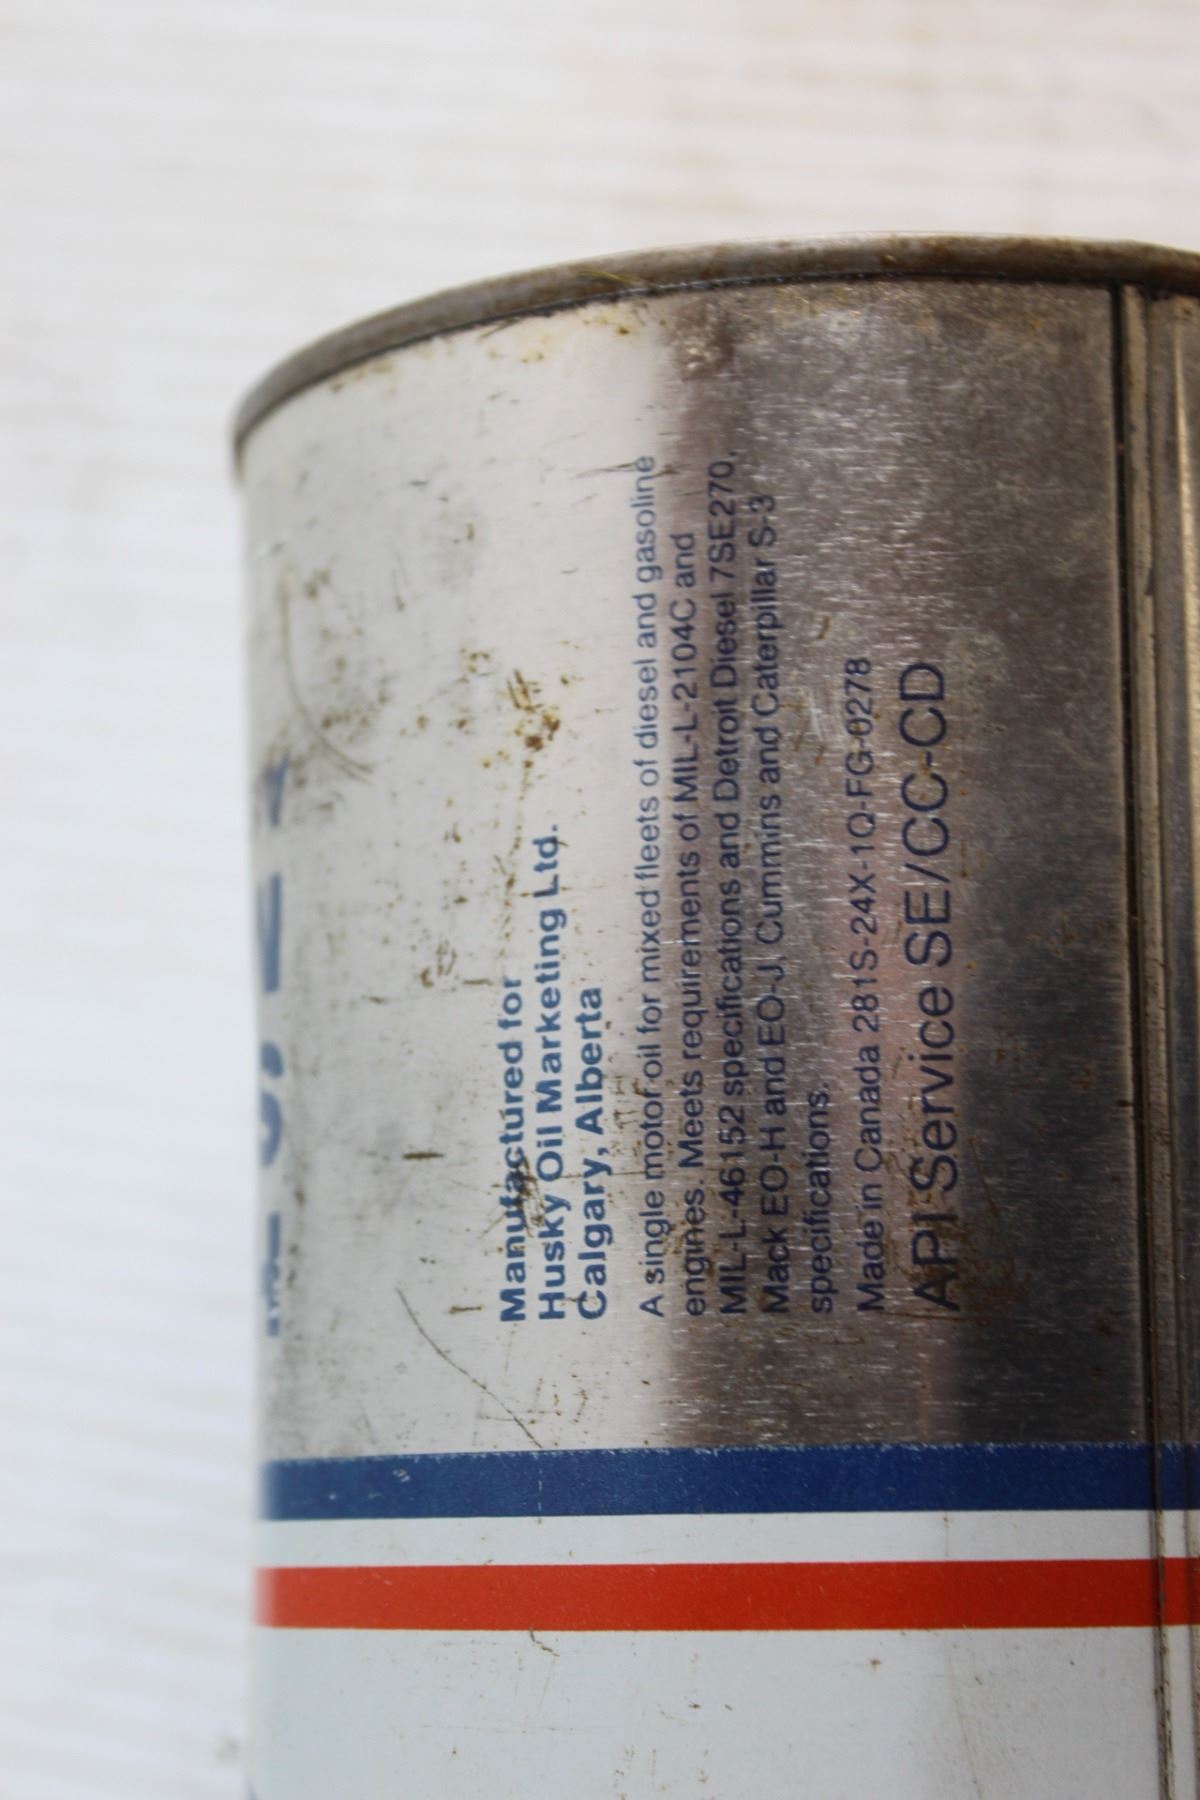 Manufactured for
Husky Oil Marketing Ltd.
Calgary, Alberta
A single motor oil for mixed fleets of diesel and gasoline
engines. Meets requirements of MIL-L-2104C and
MIL-L-46152 specifications and Detroit Diesel 7SE270,
Mack EO-H and EO-J, Cummins and Caterpillar S-3
specifications.
Made in Canada 281S-24X-1Q-FG-0278
API Service SE/CC-CD